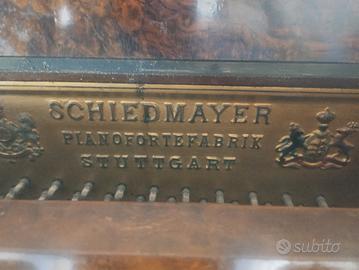 SCHIEDMAYER
PIANOFORTEFABRIK
STUTTGART
subito